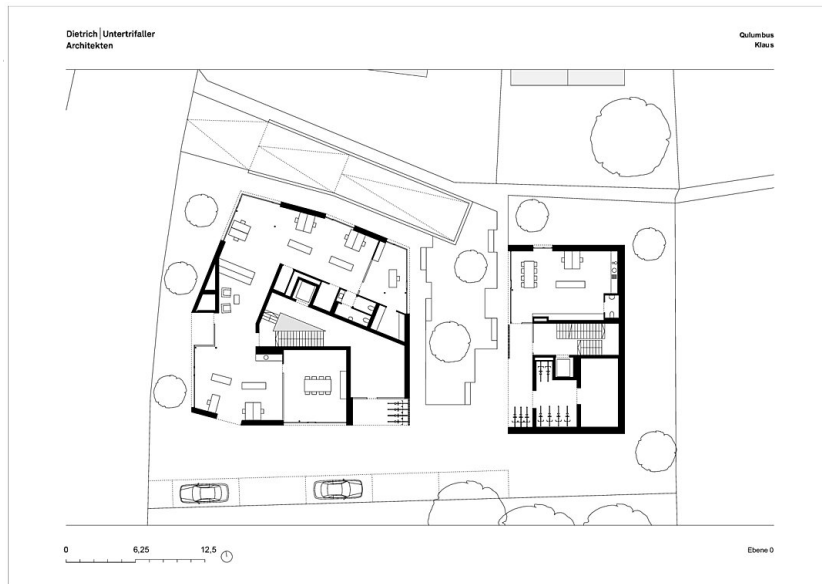 Dietrich | Untertrifaller
Architekten
Qulumbus
Klaus
0 6,25 12,5
Ebene 0